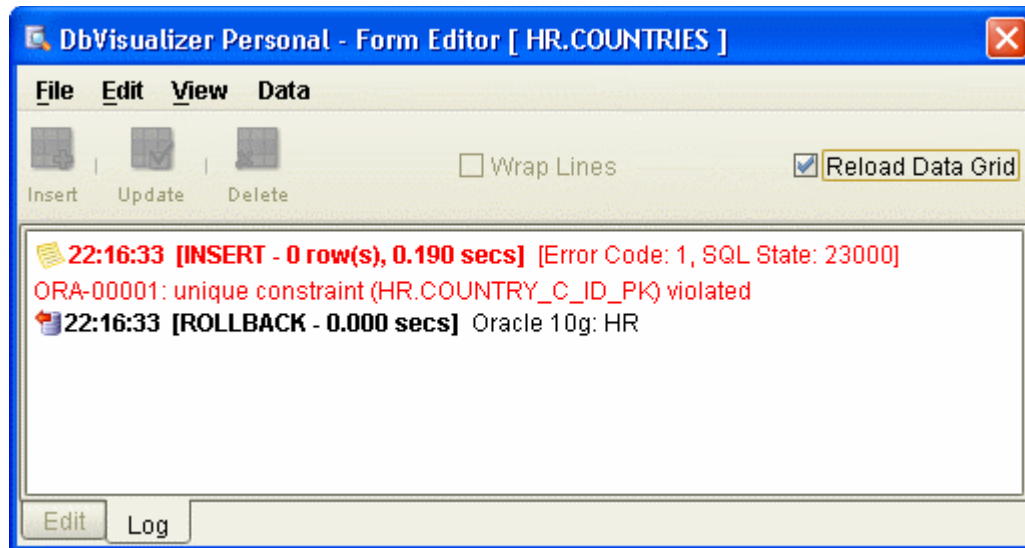 DbVisualizer Personal - Form Editor [ HR.COUNTRIES ]
File Edit View Data
Wrap Lines Reload Data Grid
Insert Update Delete
22:16:33 [INSERT - 0 row(s), 0.190 secs] [Error Code: 1, SQL State: 23000]
ORA-00001: unique constraint (HR.COUNTRY_C_ID_PK) violated
22:16:33 [ROLLBACK - 0.000 secs] Oracle 10g: HR
Edit Log